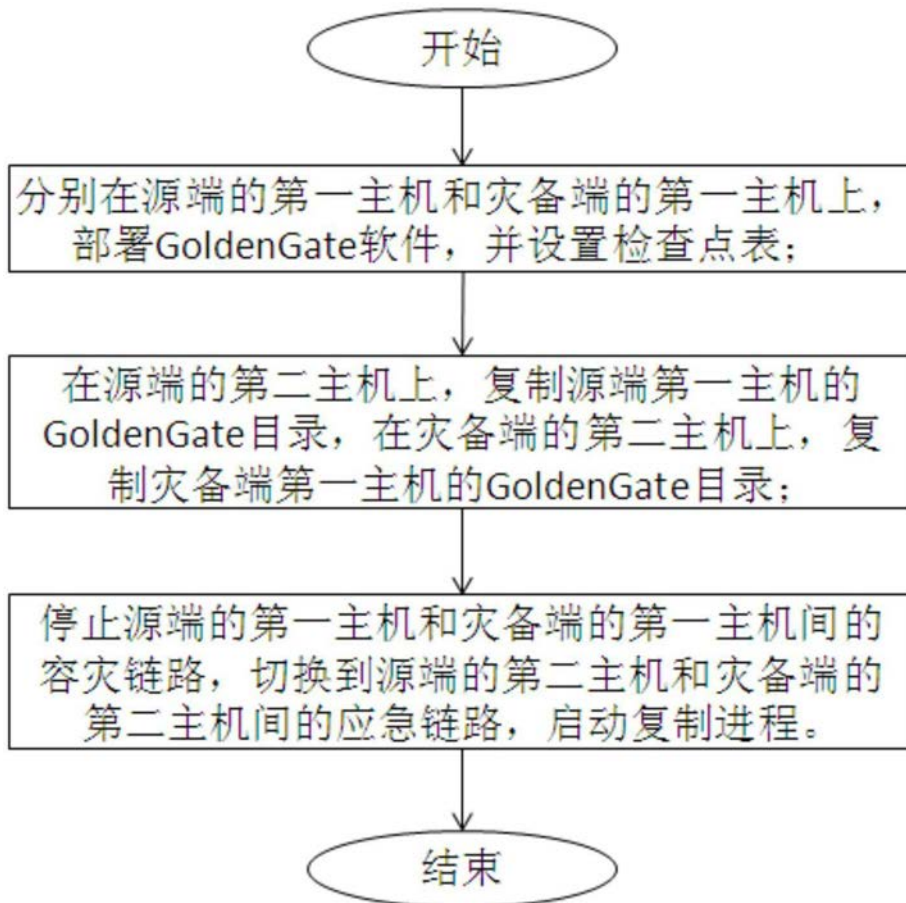 开始
分别在源端的第一主机和灾备端的第一主机上，
部署GoldenGate软件，并设置检查点表；
在源端的第二主机上，复制源端第一主机的
GoldenGate目录，在灾备端的第二主机上，复
制灾备端第一主机的GoldenGate目录；
停止源端的第一主机和灾备端的第一主机间的
容灾链路，切换到源端的第二主机和灾备端的
第二主机间的应急链路，启动复制进程。
结束